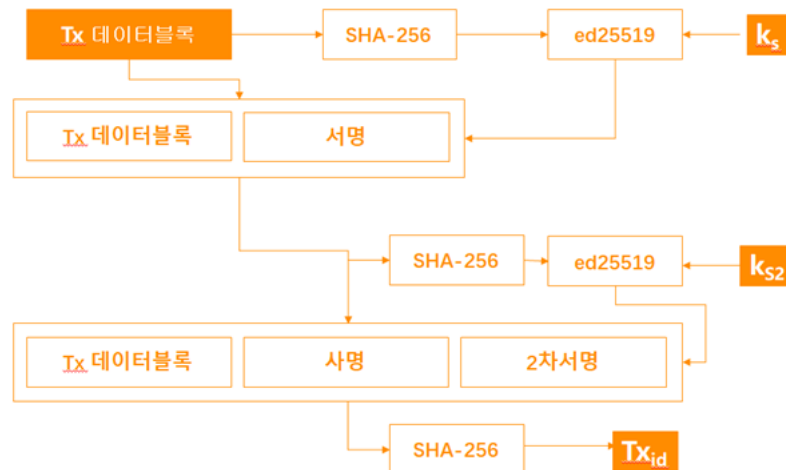 Tx 데이터블록
SHA-256
ed25519
ks
Tx 데이터블록
서명
SHA-256
ed25519
kS2
Tx 데이터블록
사명
2차서명
SHA-256
Txid